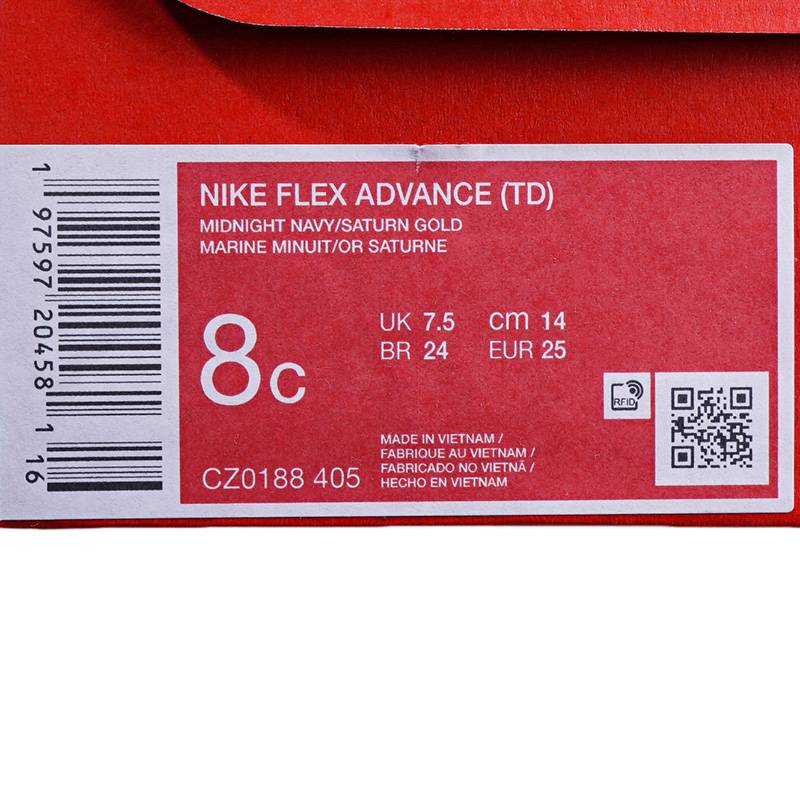 NIKE FLEX ADVANCE (TD)
MIDNIGHT NAVY/SATURN GOLD
MARINE MINUIT/OR SATURNE
8C
UK 7.5 cm 14
BR 24 EUR 25
RFID
CZ0188 405
MADE IN VIETNAM /
FABRIQUE AU VIETNAM /
FABRICADO NO VIETNÃ /
HECHO EN VIETNAM
1 97597 20458 1 16